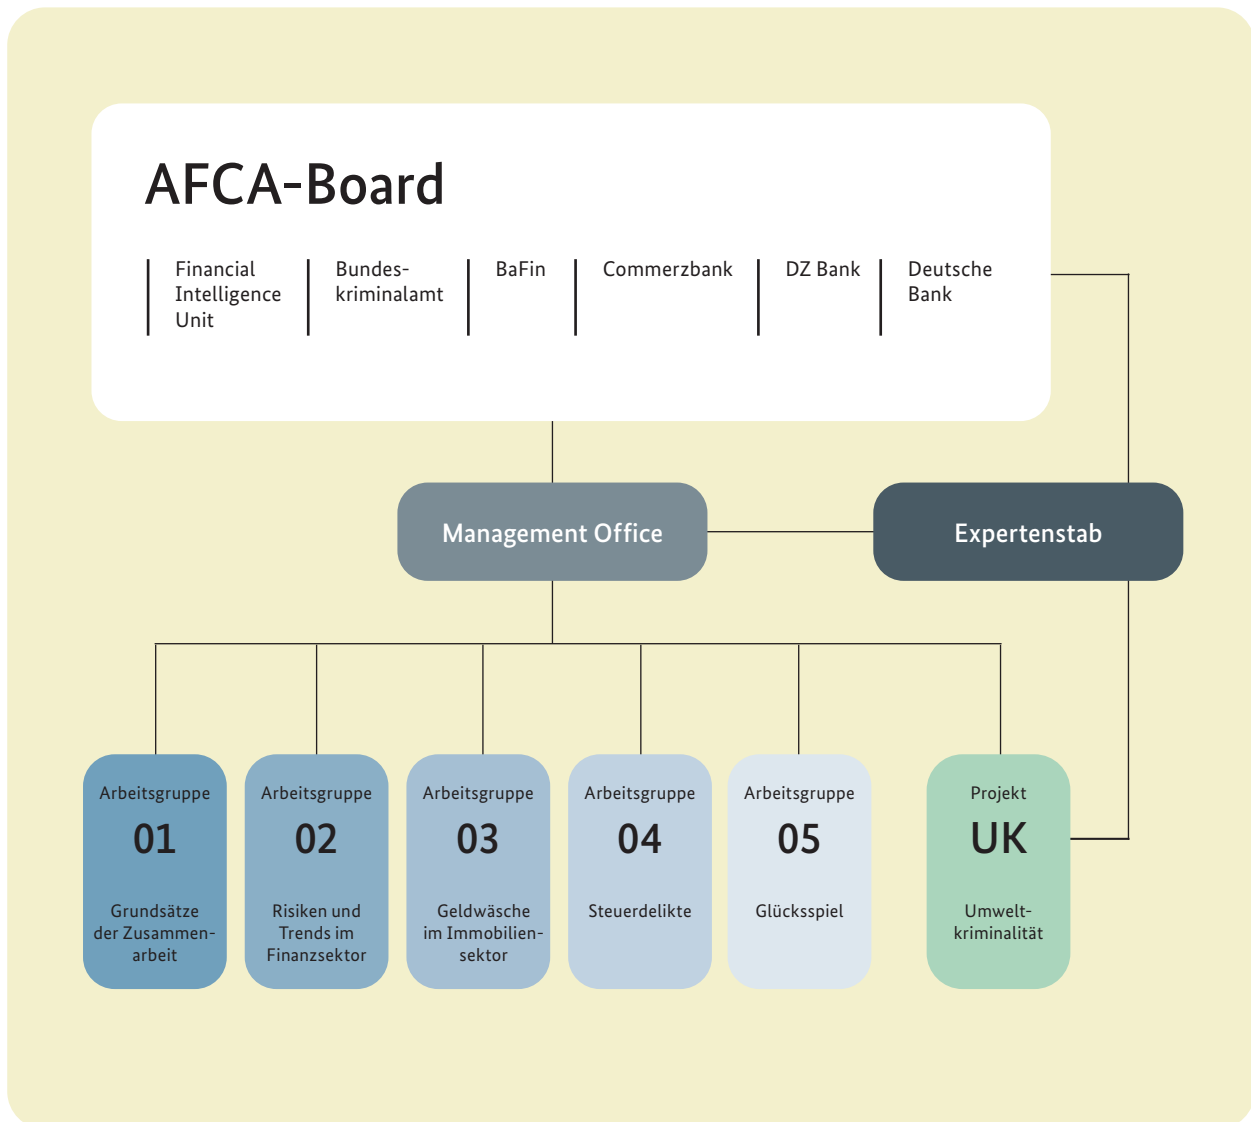 AFCA-Board
Financial
Intelligence
Unit
Bundes-
kriminalamt
BaFin
Commerzbank
DZ Bank
Deutsche
Bank
Management Office
Expertenstab
Arbeitsgruppe
01
Grundsätze
der Zusammen-
arbeit
Arbeitsgruppe
02
Risiken und
Trends im
Finanzsektor
Arbeitsgruppe
03
Geldwäsche
im Immobilien-
sektor
Arbeitsgruppe
04
Steuerdelikte
Arbeitsgruppe
05
Glücksspiel
Projekt
UK
Umwelt-
kriminalität